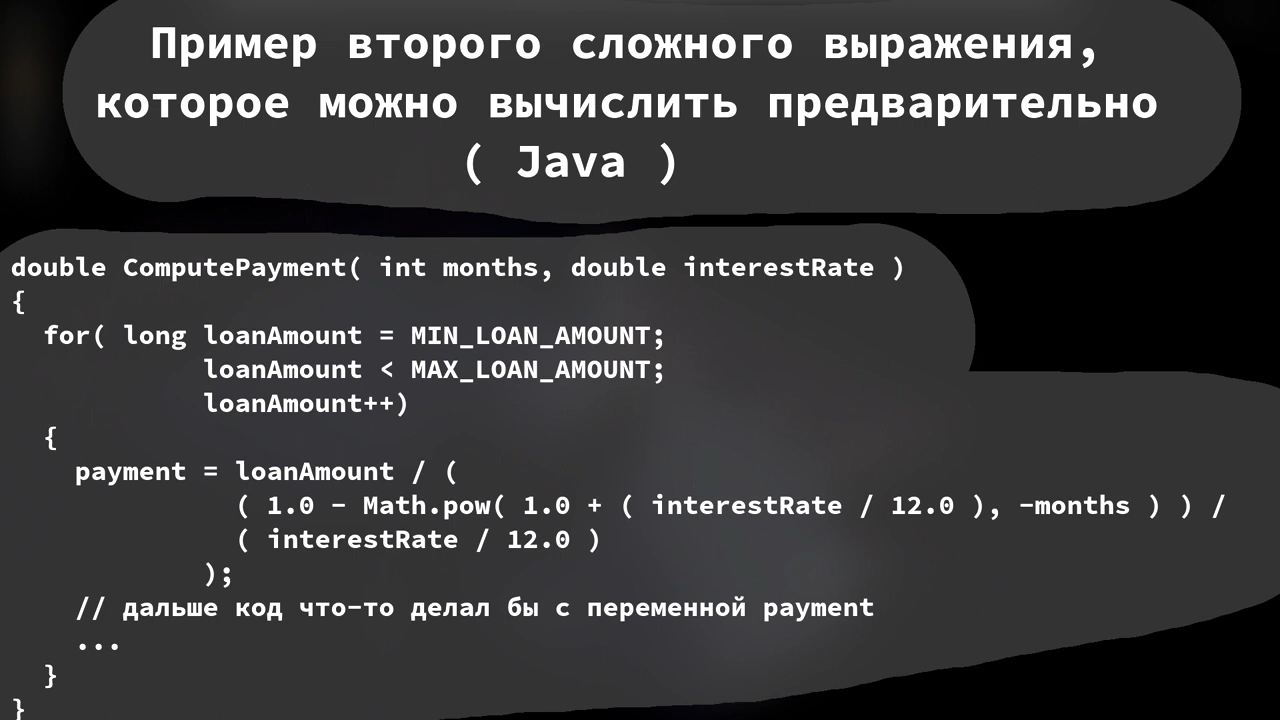 Пример второго сложного выражения,
которое можно вычислить предварительно
( Java )
double ComputePayment( int months, double interestRate )
{
  for( long loanAmount = MIN_LOAN_AMOUNT;
            loanAmount < MAX_LOAN_AMOUNT;
            loanAmount++)
  {
    payment = loanAmount / (
              ( 1.0 - Math.pow( 1.0 + ( interestRate / 12.0 ), -months ) ) /
              ( interestRate / 12.0 )
            );
    // дальше код что-то делал бы с переменной payment
    ...
  }
}